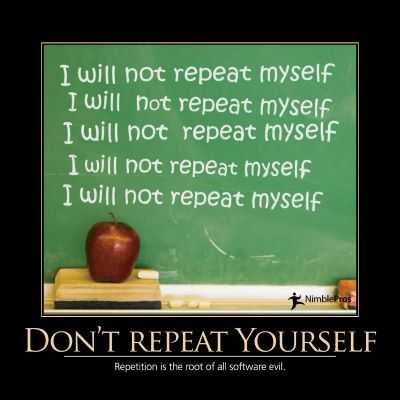 I will not repeat myself
I will not repeat myself
I will not repeat myself
I will not repeat myself
I will not repeat myself
NimblePros
DON'T REPEAT YOURSELF
Repetition is the root of all software evil.